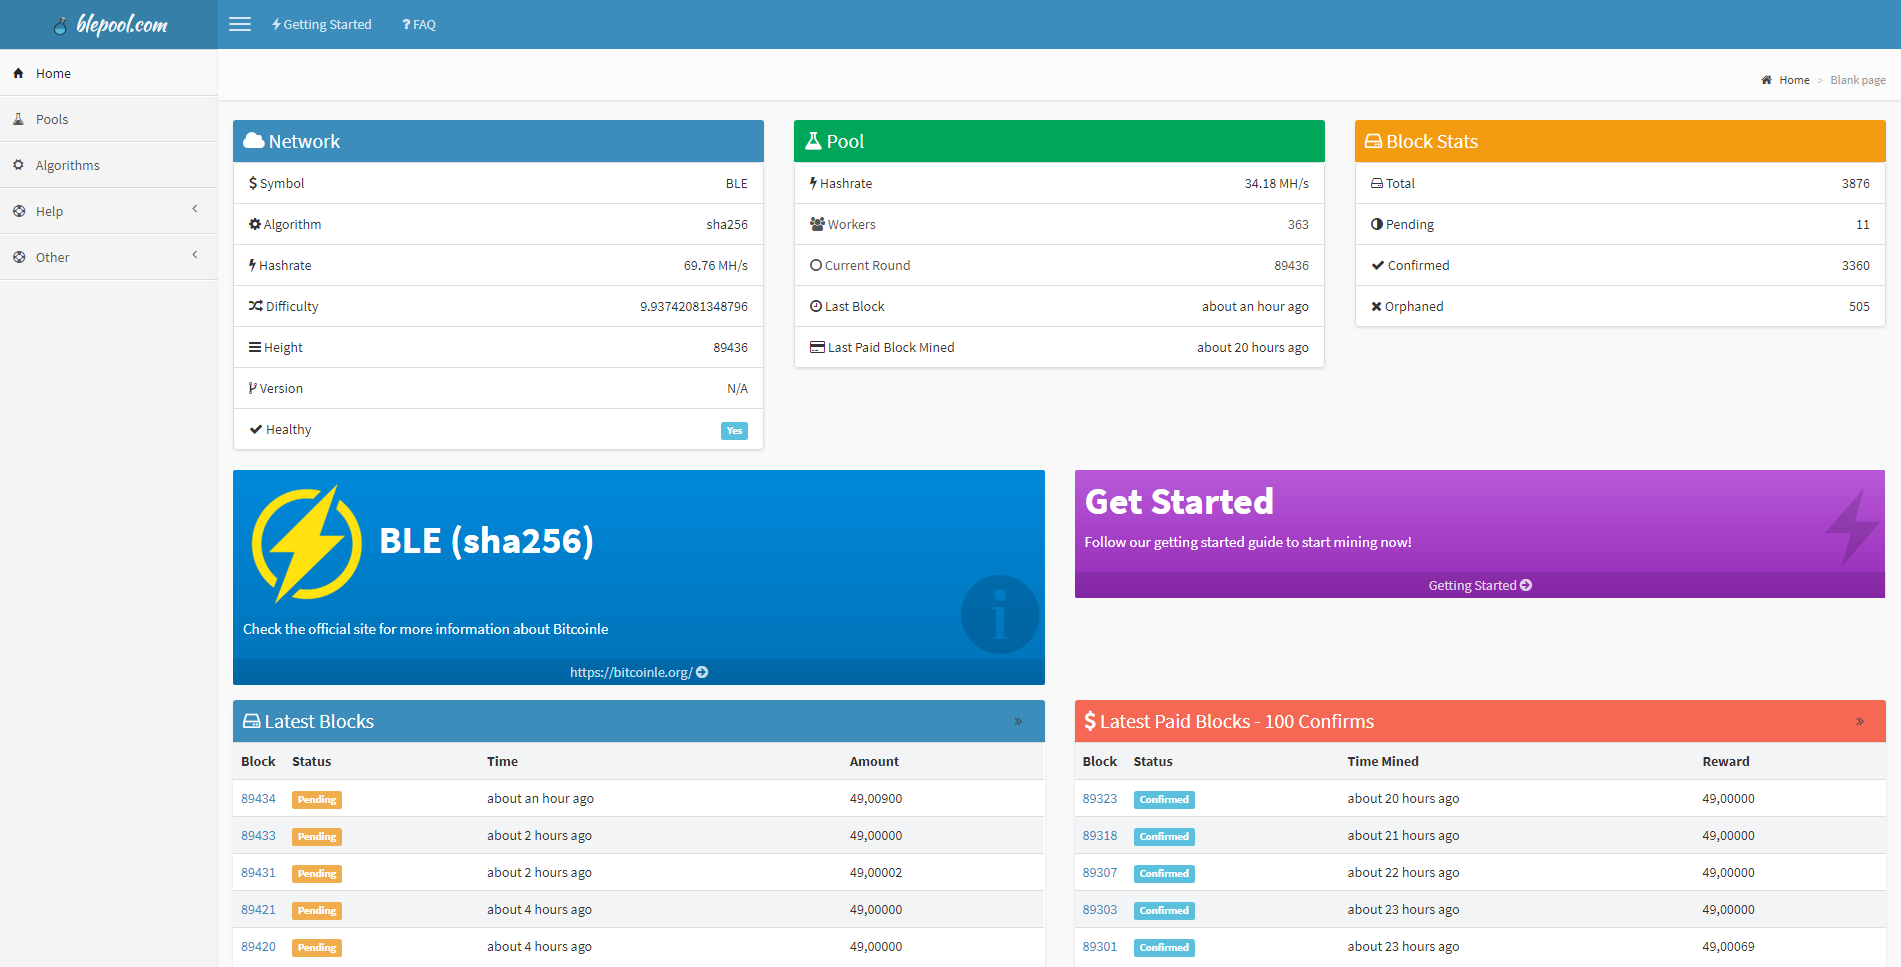 blepool.com
Getting Started
? FAQ
Home
Pools
Algorithms
Help
Other
Home > Blank page
Network
$ Symbol BLE
Algorithm sha256
Hashrate 69.76 MH/s
Difficulty 9.93742081348796
Height 89436
Version N/A
Healthy Yes
Pool
Hashrate 34.18 MH/s
Workers 363
Current Round 89436
Last Block about an hour ago
Last Paid Block Mined about 20 hours ago
Block Stats
Total 3876
Pending 11
Confirmed 3360
Orphaned 505
BLE (sha256)
Check the official site for more information about Bitcoinle
https://bitcoinle.org/
Get Started
Follow our getting started guide to start mining now!
Getting Started
Latest Blocks »
Block Status Time Amount
89434 Pending about an hour ago 49,00900
89433 Pending about 2 hours ago 49,00000
89431 Pending about 2 hours ago 49,00002
89421 Pending about 4 hours ago 49,00000
89420 Pending about 4 hours ago 49,00000
$ Latest Paid Blocks - 100 Confirms »
Block Status Time Mined Reward
89323 Confirmed about 20 hours ago 49,00000
89318 Confirmed about 21 hours ago 49,00000
89307 Confirmed about 22 hours ago 49,00000
89303 Confirmed about 23 hours ago 49,00000
89301 Confirmed about 23 hours ago 49,00069